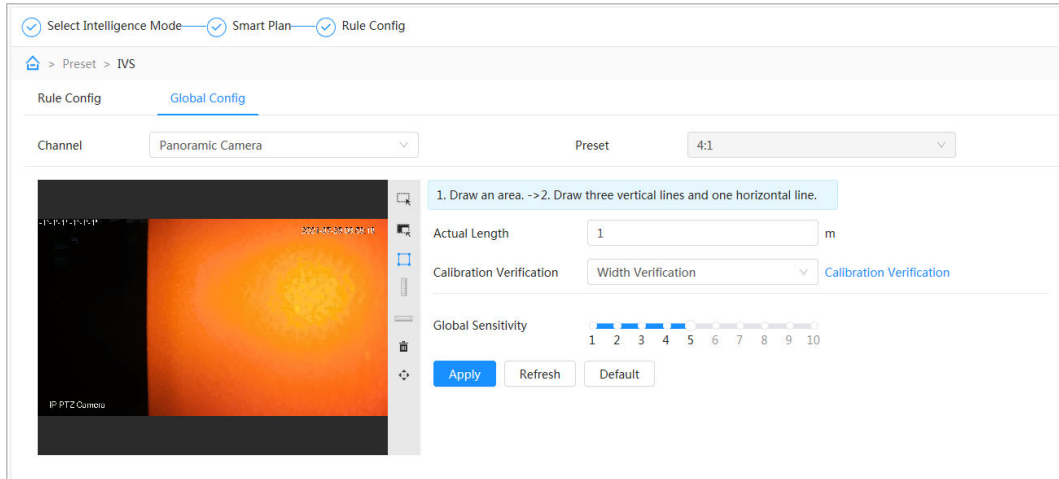 Select Intelligence Mode Smart Plan Rule Config
> Preset > IVS
Rule Config Global Config
Channel Panoramic Camera Preset 4:1
1. Draw an area. ->2. Draw three vertical lines and one horizontal line.
Actual Length 1 m
Calibration Verification Width Verification Calibration Verification
Global Sensitivity
1 2 3 4 5 6 7 8 9 10
Apply Refresh Default
IP PTZ Camera